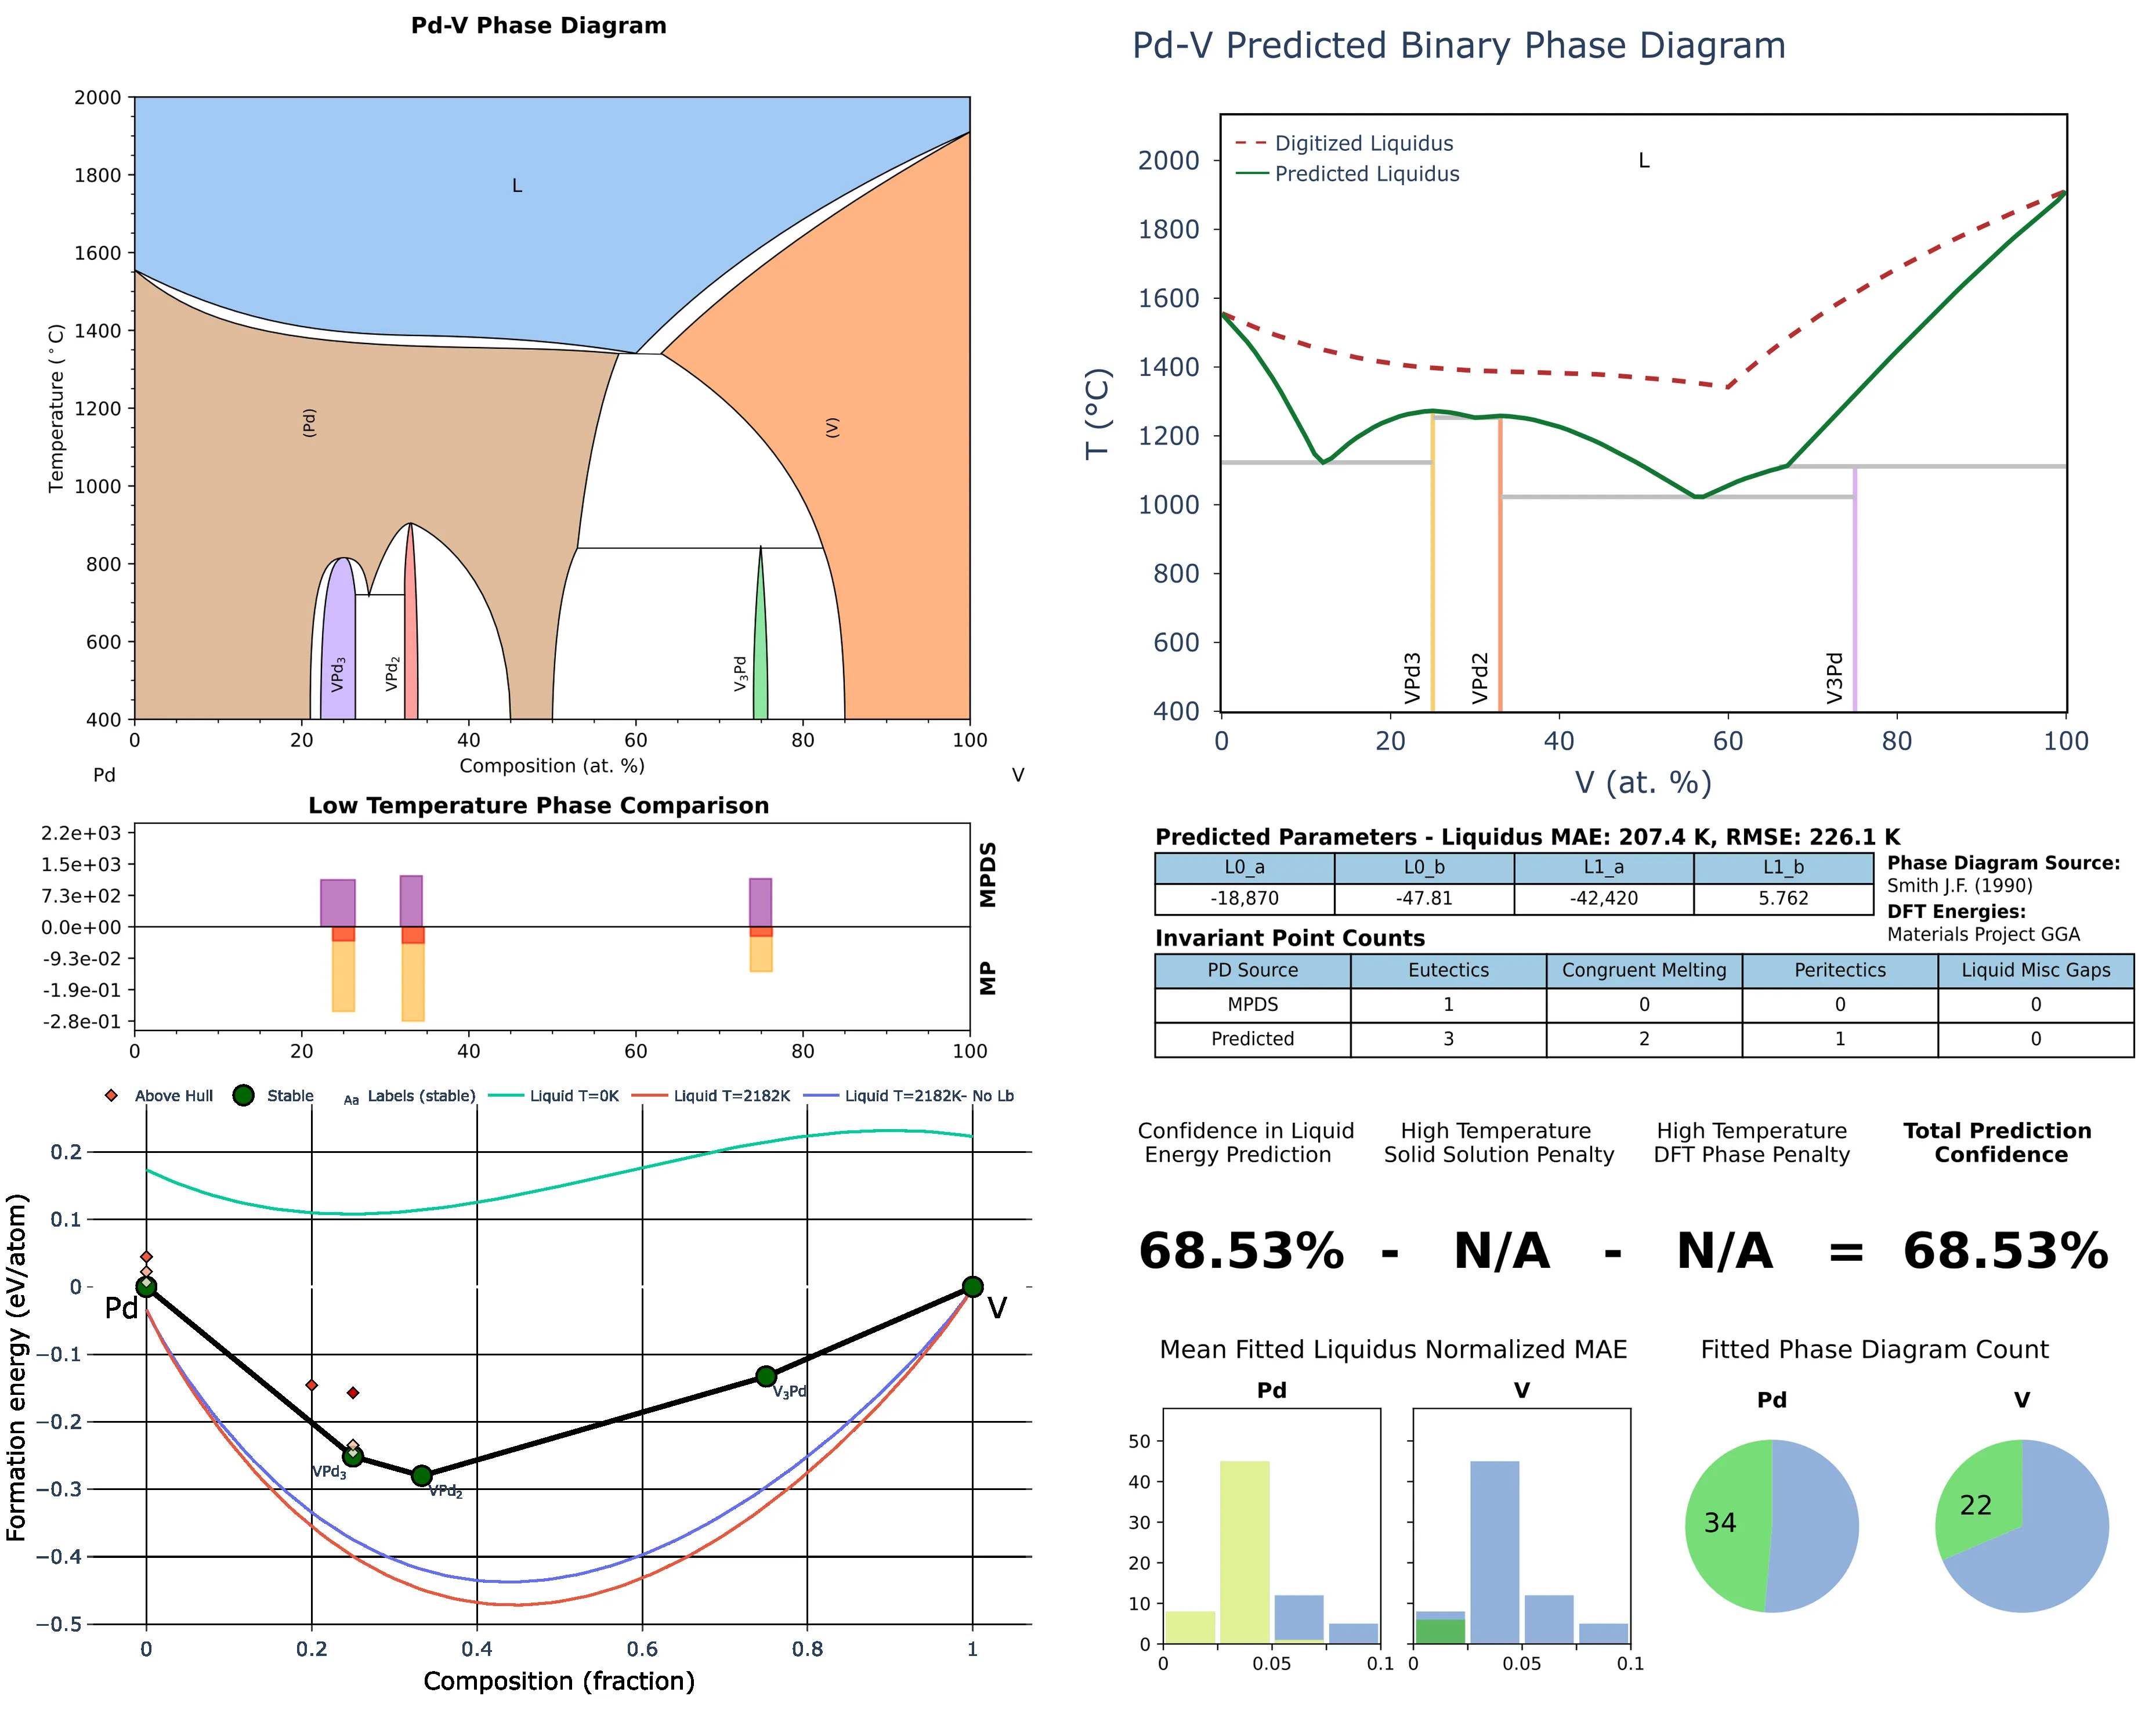 Pd-V Phase Diagram
2000
1800
1600
1400
1200
1000
800
600
400
Temperature (°C)
L
(Pd)
(V)
VPd3
VPd2
V3Pd
0
20
40
60
80
100
Composition (at. %)
Pd
V
Low Temperature Phase Comparison
2.2e+03
1.5e+03
7.3e+02
0.0e+00
-9.3e-02
-1.9e-01
-2.8e-01
MPDS
MP
0
20
40
60
80
100
Above Hull
Stable
Aa Labels (stable)
Liquid T=0K
Liquid T=2182K
Liquid T=2182K- No Lb
0.2
0.1
0
−0.1
−0.2
−0.3
−0.4
−0.5
Formation energy (eV/atom)
Pd
V
VPd3
VPd2
V3Pd
0
0.2
0.4
0.6
0.8
1
Composition (fraction)
Pd-V Predicted Binary Phase Diagram
Digitized Liquidus
Predicted Liquidus
L
2000
1800
1600
1400
1200
1000
800
600
400
T (°C)
VPd3
VPd2
V3Pd
0
20
40
60
80
100
V (at. %)
Predicted Parameters - Liquidus MAE: 207.4 K, RMSE: 226.1 K
L0_a L0_b L1_a L1_b
-18,870 -47.81 -42,420 5.762
Phase Diagram Source:
Smith J.F. (1990)
DFT Energies:
Materials Project GGA
Invariant Point Counts
PD Source Eutectics Congruent Melting Peritectics Liquid Misc Gaps
MPDS 1 0 0 0
Predicted 3 2 1 0
Confidence in Liquid
Energy Prediction
High Temperature
Solid Solution Penalty
High Temperature
DFT Phase Penalty
Total Prediction
Confidence
68.53% - N/A - N/A = 68.53%
Mean Fitted Liquidus Normalized MAE
Pd
V
50
40
30
20
10
0
0
0.05
0.1
0
0.05
0.1
Fitted Phase Diagram Count
Pd
V
34
22